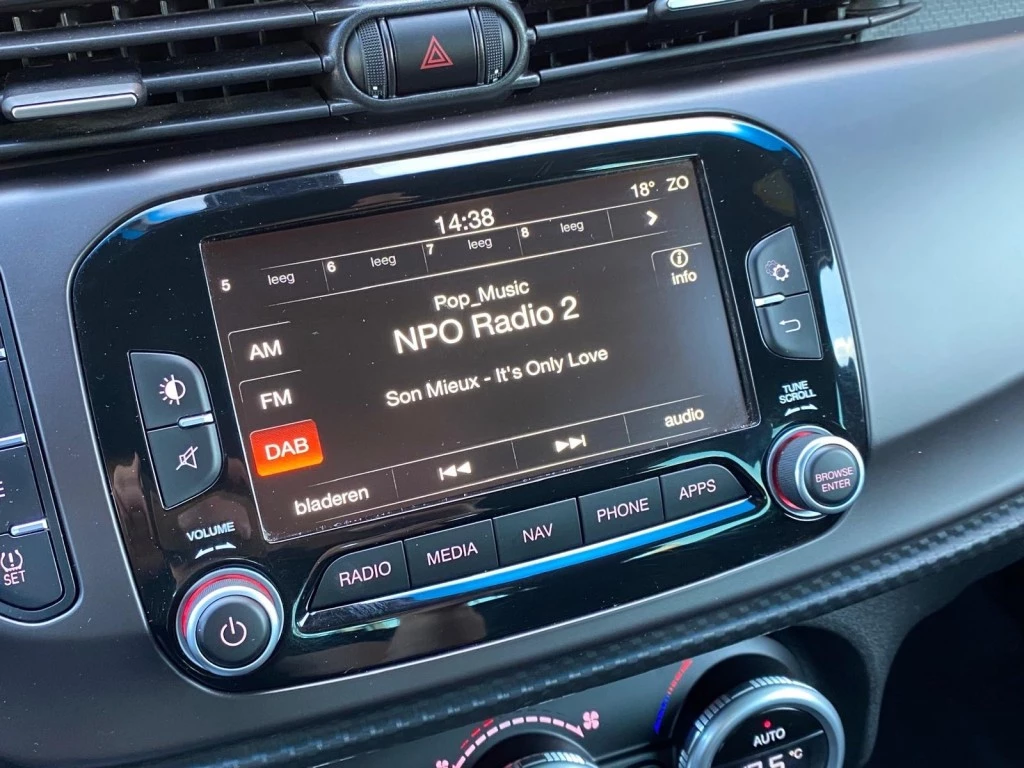 14:38
18° ZO
5 leeg 6 leeg 7 leeg 8 leeg
info
Pop_Music
NPO Radio 2
Son Mieux - It's Only Love
AM
FM
DAB
bladeren
audio
TUNE
SCROLL
BROWSE
ENTER
VOLUME
RADIO
MEDIA
NAV
PHONE
APPS
SET
AUTO